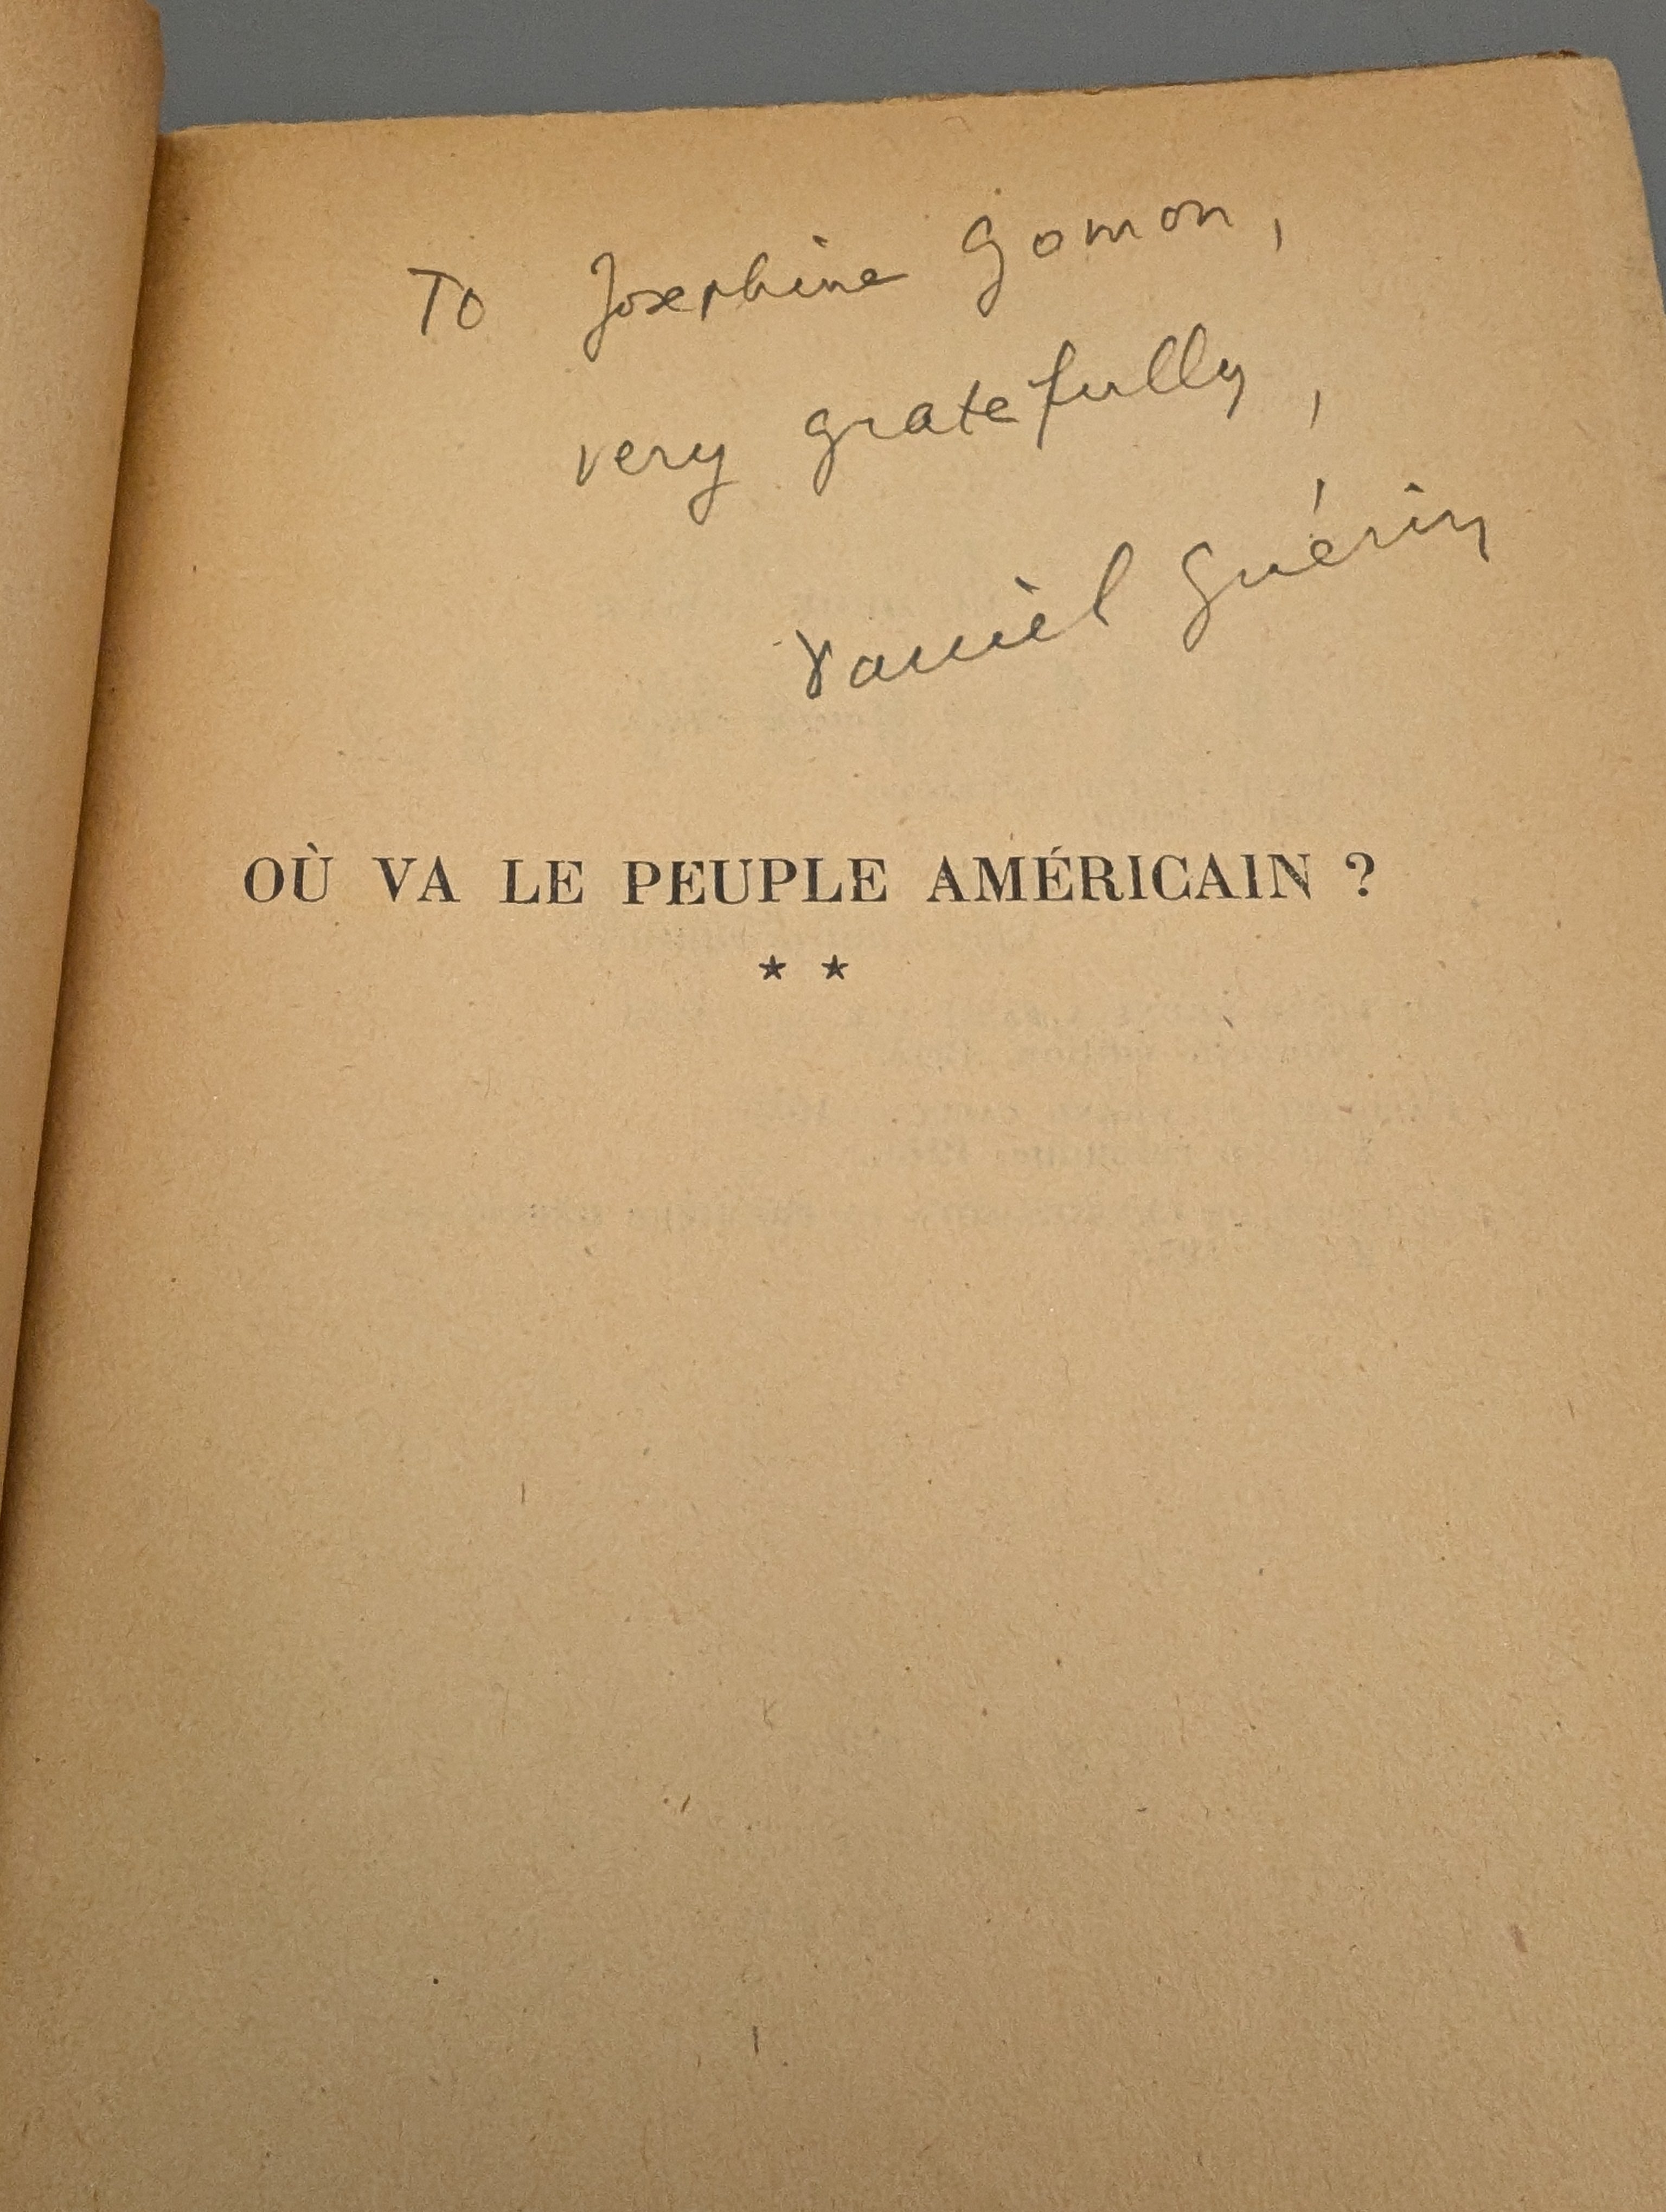 To Josephine Gomon,
very gratefully,
Daniel Guérin
OÙ VA LE PEUPLE AMÉRICAIN ?
★ ★